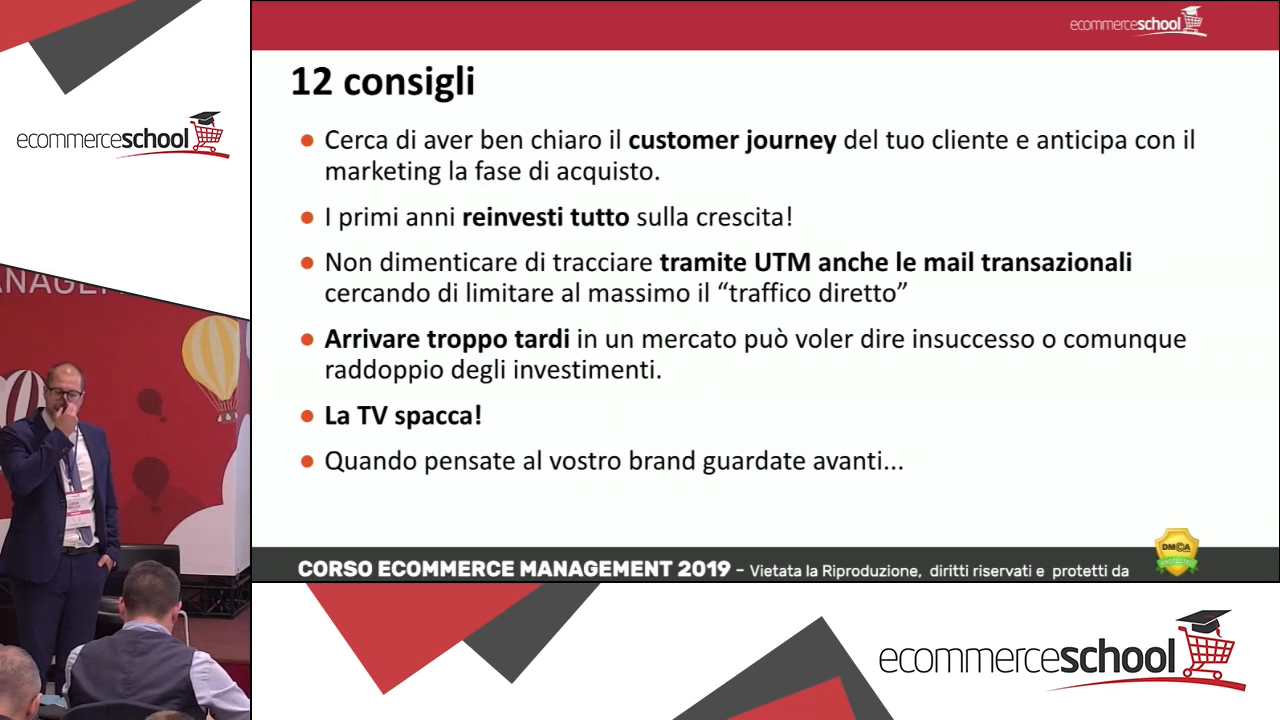 ecommerceschool
12 consigli
Cerca di aver ben chiaro il customer journey del tuo cliente e anticipa con il
marketing la fase di acquisto.
I primi anni reinvesti tutto sulla crescita!
Non dimenticare di tracciare tramite UTM anche le mail transazionali
cercando di limitare al massimo il “traffico diretto”
Arrivare troppo tardi in un mercato può voler dire insuccesso o comunque
raddoppio degli investimenti.
La TV spacca!
Quando pensate al vostro brand guardate avanti...
CORSO ECOMMERCE MANAGEMENT 2019 - Vietata la Riproduzione, diritti riservati e protetti da
DMCA
PROTECTED
ecommerceschool
ecommerceschool